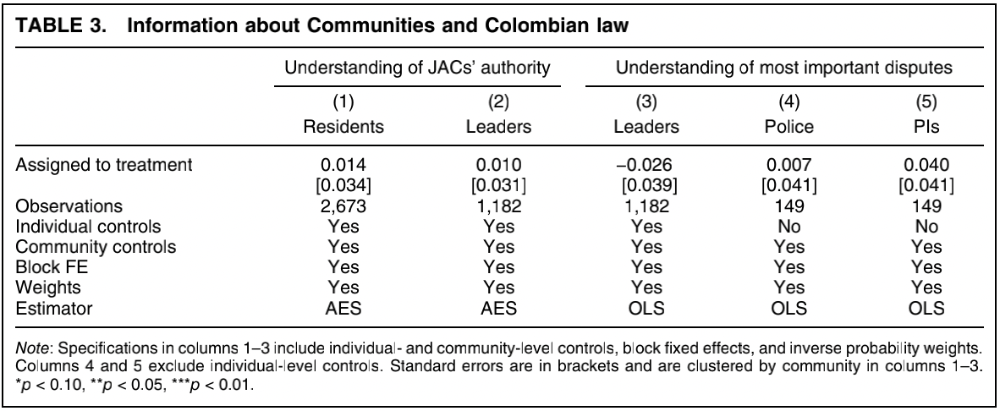 TABLE 3. Information about Communities and Colombian law
Understanding of JACs’ authority Understanding of most important disputes
(1) (2) (3) (4) (5)
Residents Leaders Leaders Police PIs
Assigned to treatment 0.014 0.010 −0.026 0.007 0.040
[0.034] [0.031] [0.039] [0.041] [0.041]
Observations 2,673 1,182 1,182 149 149
Individual controls Yes Yes Yes No No
Community controls Yes Yes Yes Yes Yes
Block FE Yes Yes Yes Yes Yes
Weights Yes Yes Yes Yes Yes
Estimator AES AES OLS OLS OLS
Note: Specifications in columns 1–3 include individual- and community-level controls, block fixed effects, and inverse probability weights.
Columns 4 and 5 exclude individual-level controls. Standard errors are in brackets and are clustered by community in columns 1–3.
*p < 0.10, **p < 0.05, ***p < 0.01.